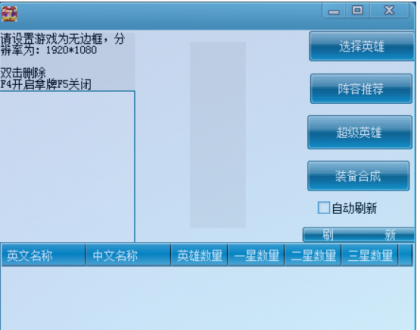 请设置游戏为无边框，分
辨率为：1920*1080
双击删除
F4开启拿牌F5关闭
选择英雄
阵容推荐
超级英雄
装备合成
自动刷新
刷 新
英文名称 中文名称 英雄数量 一星数量 二星数量 三星数量